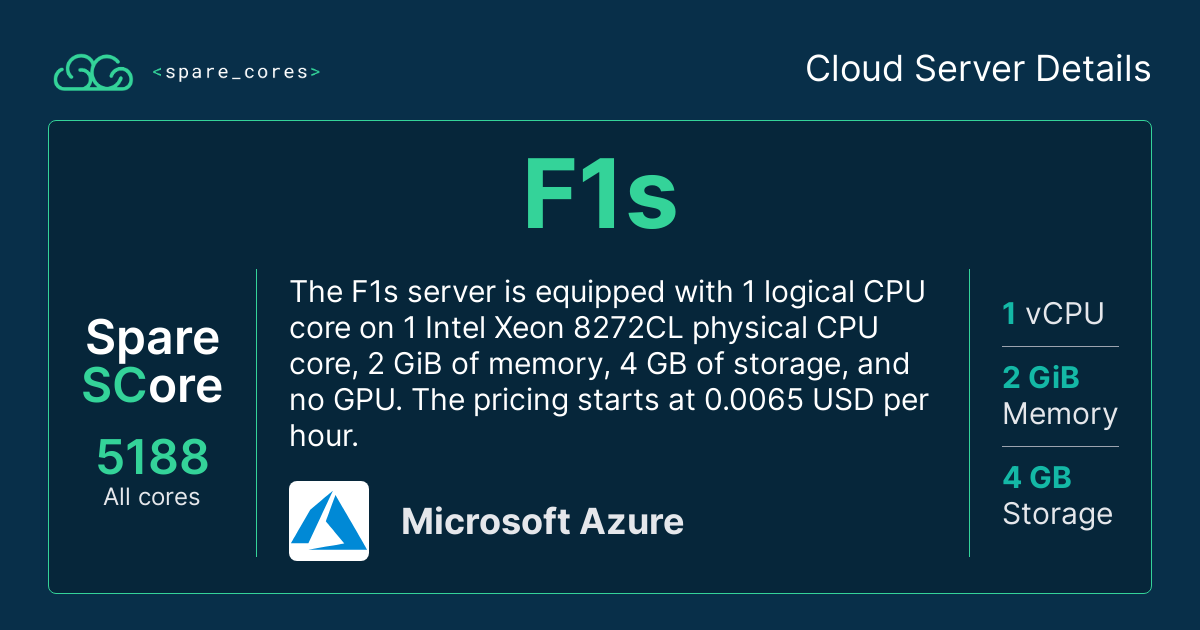 <spare_cores>
Cloud Server Details
F1s
Spare
SCore
5188
All cores
The F1s server is equipped with 1 logical CPU
core on 1 Intel Xeon 8272CL physical CPU
core, 2 GiB of memory, 4 GB of storage, and
no GPU. The pricing starts at 0.0065 USD per
hour.
Microsoft Azure
1 vCPU
2 GiB
Memory
4 GB
Storage